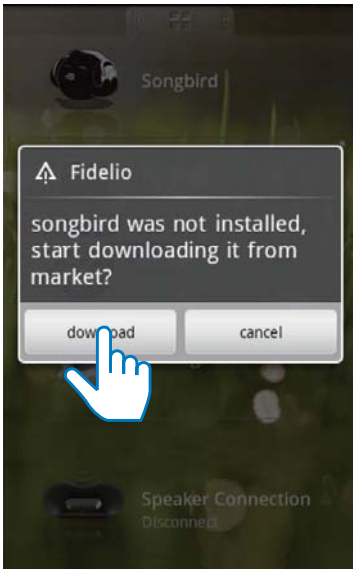 Songbird
Fidelio
songbird was not installed,
start downloading it from
market?
download cancel
Speaker Connection
Disconnect